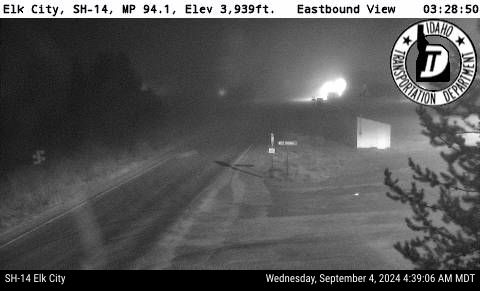 Elk City, SH-14, MP 94.1, Elev 3,939ft. Eastbound View 03:28:50
IDAHO
TRANSPORTATION DEPARTMENT
SH-14 Elk City Wednesday, September 4, 2024 4:39:06 AM MDT